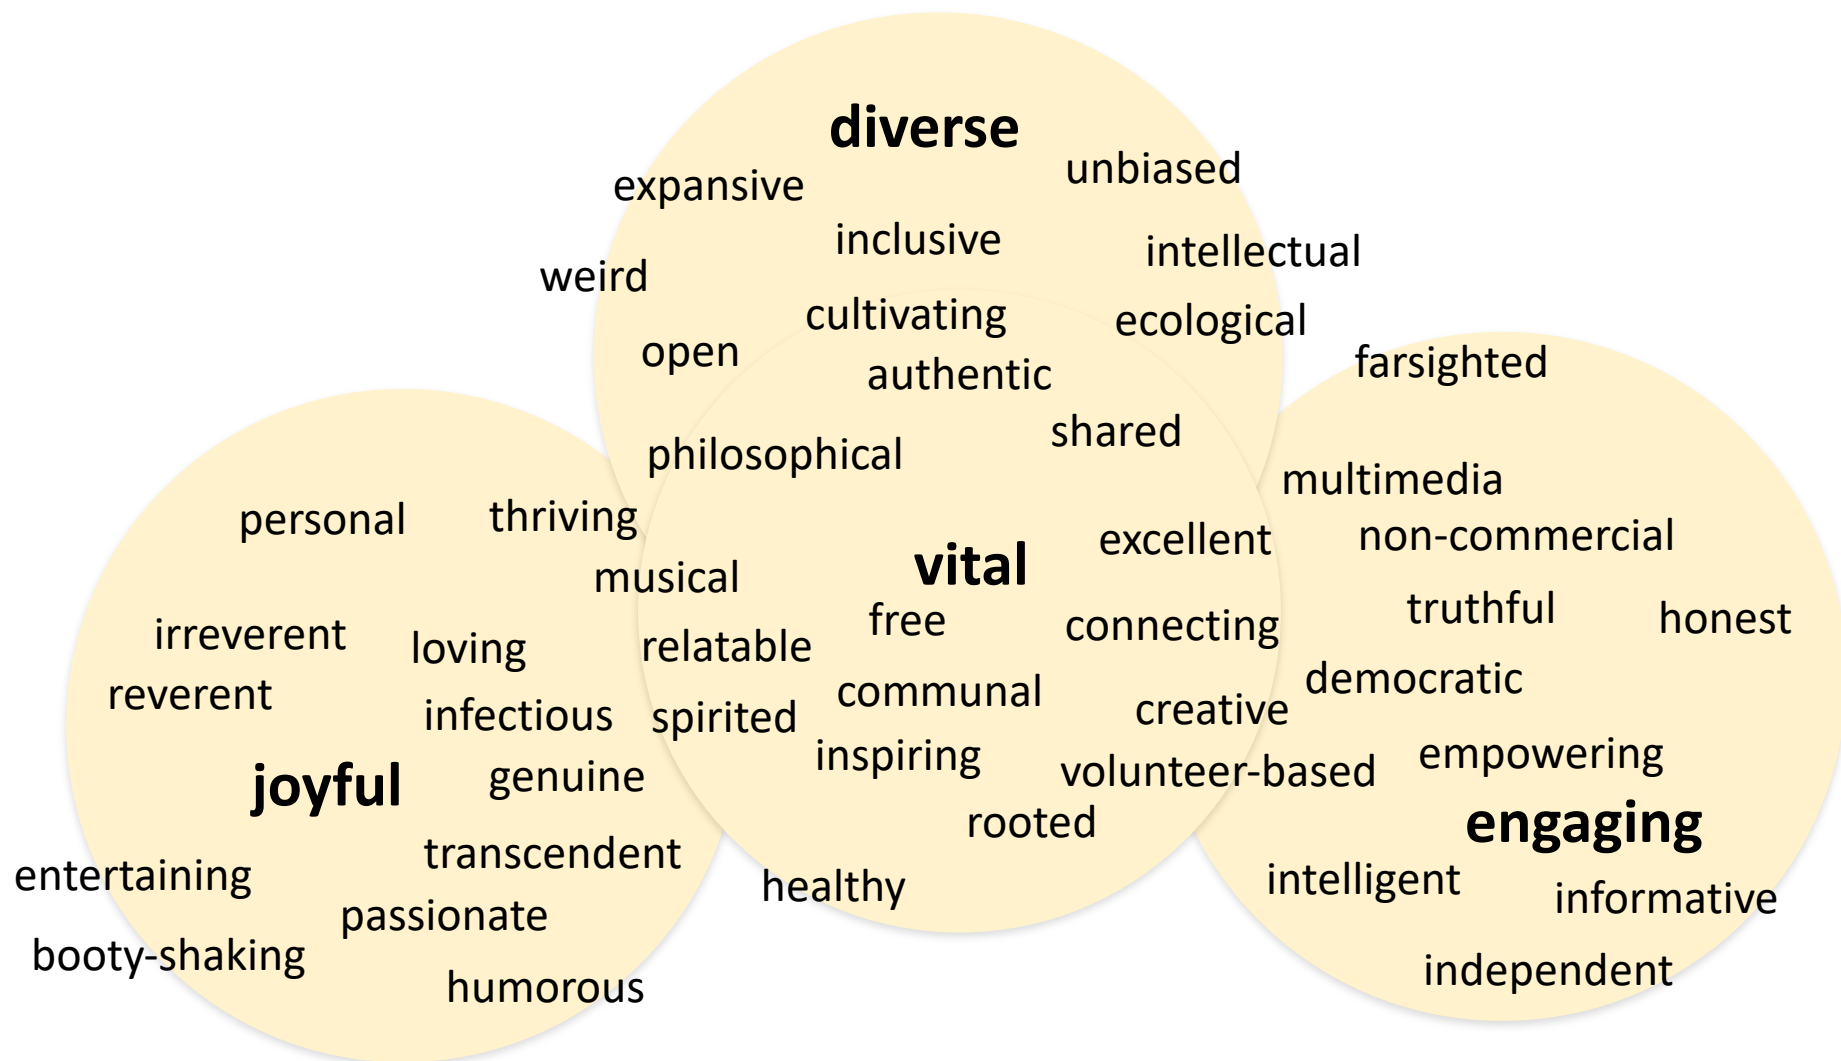 diverse
unbiased
expansive
inclusive
intellectual
weird
cultivating
ecological
open
authentic
farsighted
shared
philosophical
multimedia
personal
thriving
excellent
non-commercial
vital
musical
truthful
honest
free
connecting
irreverent
loving
relatable
democratic
reverent
communal
creative
infectious
spirited
inspiring
volunteer-based
empowering
joyful
genuine
rooted
engaging
transcendent
entertaining
healthy
intelligent
informative
passionate
booty-shaking
independent
humorous